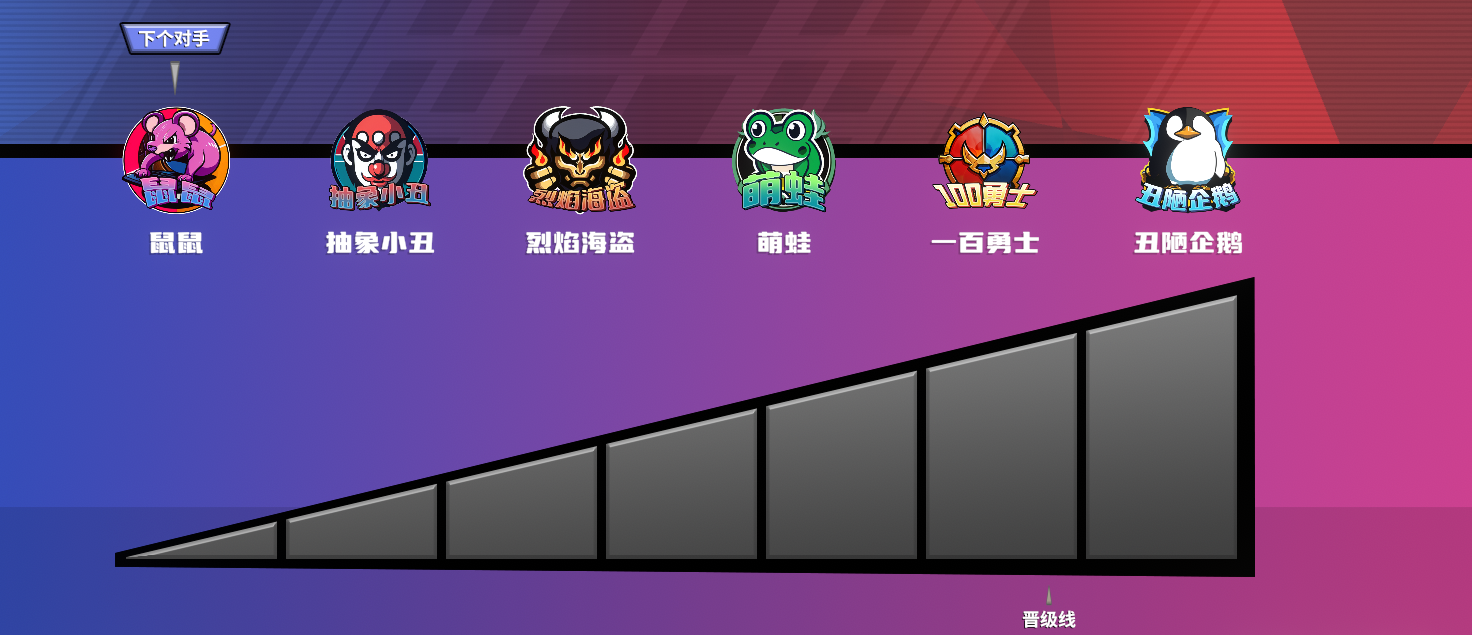 下个对手
鼠鼠
抽象小丑
烈焰海盗
萌蛙
100勇士
丑陋企鹅
鼠鼠
抽象小丑
烈焰海盗
萌蛙
一百勇士
丑陋企鹅
晋级线